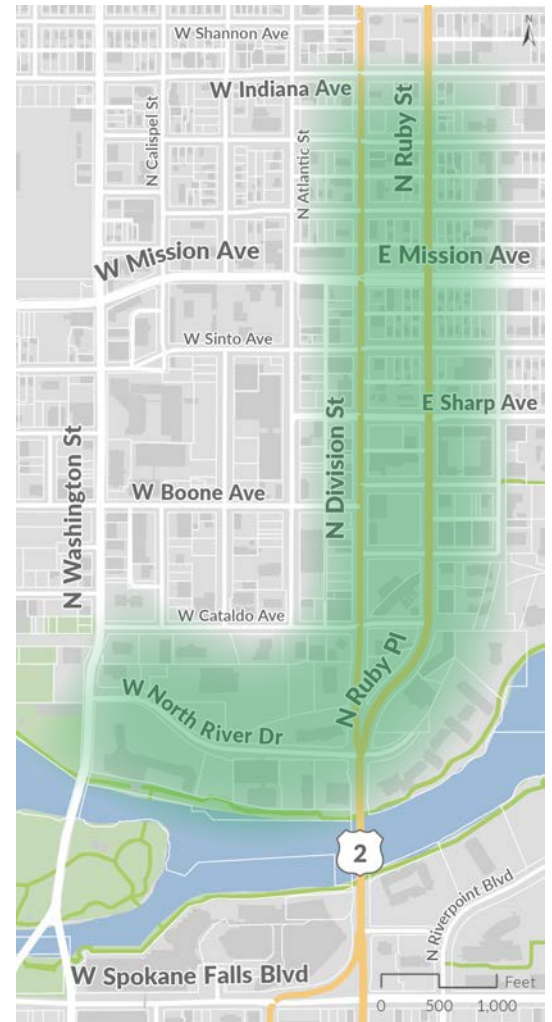 N
W Shannon Ave
W Indiana Ave
N Ruby St
N Calispel St
N Atlantic St
W Mission Ave
E Mission Ave
W Sinto Ave
E Sharp Ave
N Division St
W Boone Ave
N Washington St
W Cataldo Ave
N Ruby Pl
W North River Dr
2
N Riverpoint Blvd
W Spokane Falls Blvd
Feet
0 500 1,000